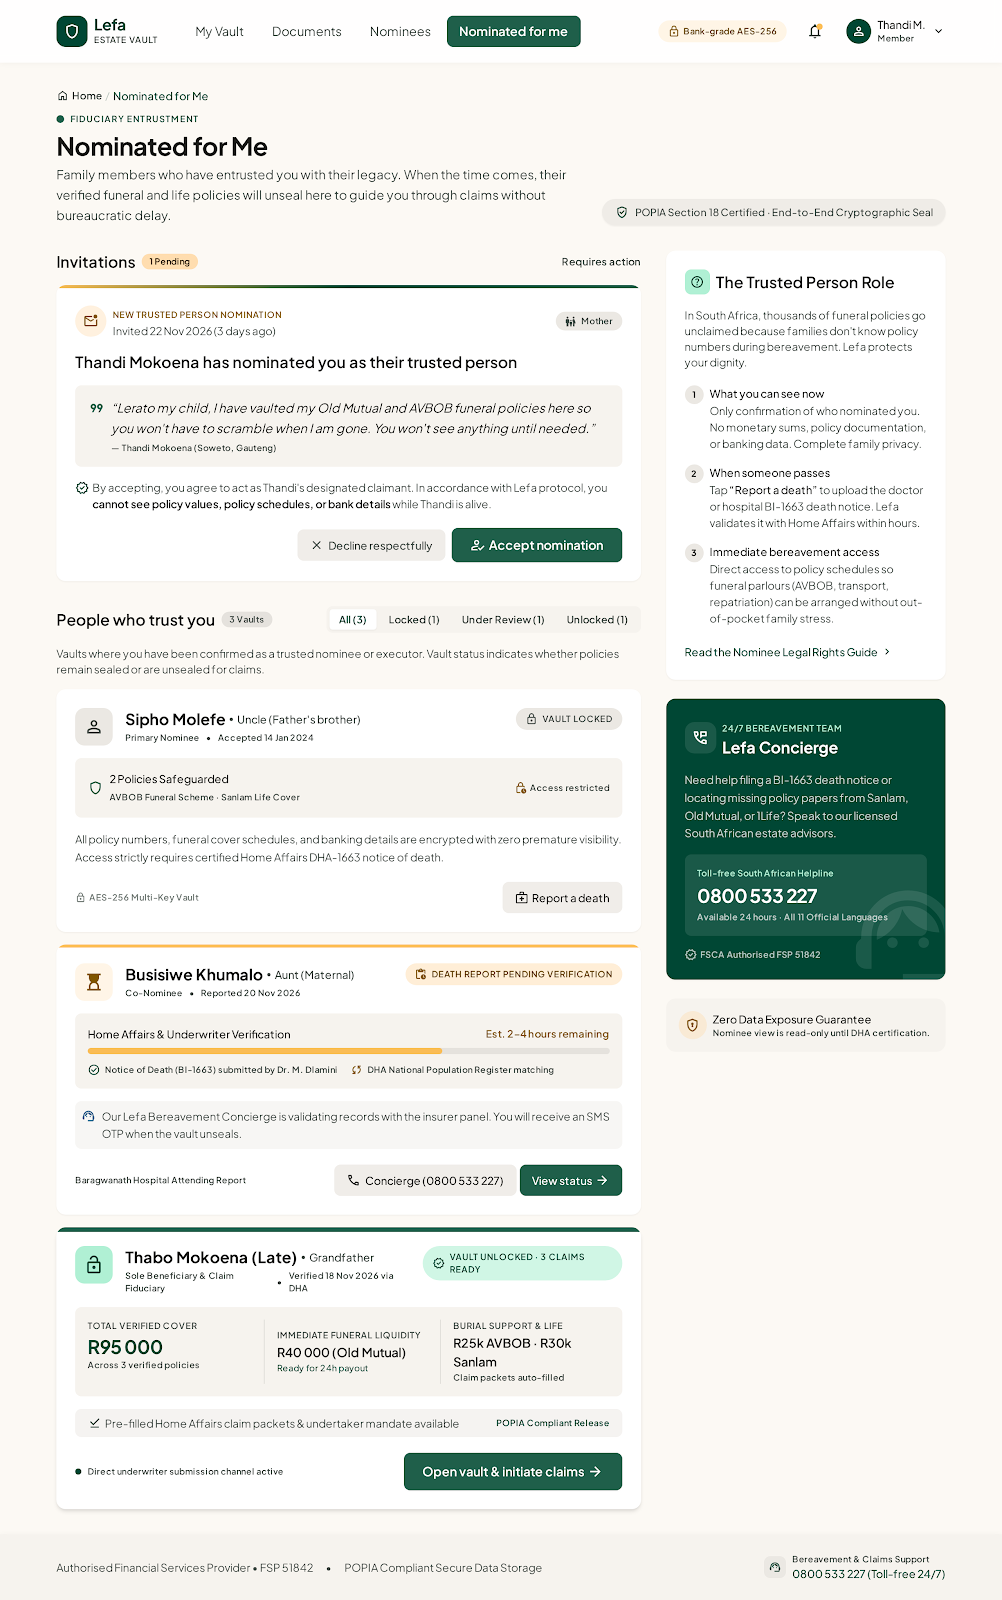 Lefa
ESTATE VAULT
My Vault
Documents
Nominees
Nominated for me
Bank-grade AES-256
Thandi M.
Member
Home / Nominated for Me
FIDUCIARY ENTRUSTMENT
Nominated for Me
Family members who have entrusted you with their legacy. When the time comes, their
verified funeral and life policies will unseal here to guide you through claims without
bureaucratic delay.
POPIA Section 18 Certified · End-to-End Cryptographic Seal
Invitations
1 Pending
Requires action
NEW TRUSTED PERSON NOMINATION
Invited 22 Nov 2026 (3 days ago)
Mother
Thandi Mokoena has nominated you as their trusted person
“Lerato my child, I have vaulted my Old Mutual and AVBOB funeral policies here so
you won't have to scramble when I am gone. You won't see anything until needed.”
— Thandi Mokoena (Soweto, Gauteng)
By accepting, you agree to act as Thandi's designated claimant. In accordance with Lefa protocol, you
cannot see policy values, policy schedules, or bank details while Thandi is alive.
Decline respectfully
Accept nomination
People who trust you
3 Vaults
All (3)
Locked (1)
Under Review (1)
Unlocked (1)
Vaults where you have been confirmed as a trusted nominee or executor. Vault status indicates whether policies
remain sealed or are unsealed for claims.
Sipho Molefe • Uncle (Father's brother)
Primary Nominee • Accepted 14 Jan 2024
VAULT LOCKED
2 Policies Safeguarded
AVBOB Funeral Scheme · Sanlam Life Cover
Access restricted
All policy numbers, funeral cover schedules, and banking details are encrypted with zero premature visibility.
Access strictly requires certified Home Affairs DHA-1663 notice of death.
AES-256 Multi-Key Vault
Report a death
Busisiwe Khumalo • Aunt (Maternal)
Co-Nominee • Reported 20 Nov 2026
DEATH REPORT PENDING VERIFICATION
Home Affairs & Underwriter Verification
Est. 2-4 hours remaining
Notice of Death (BI-1663) submitted by Dr. M. Dlamini
DHA National Population Register matching
Our Lefa Bereavement Concierge is validating records with the insurer panel. You will receive an SMS
OTP when the vault unseals.
Baragwanath Hospital Attending Report
Concierge (0800 533 227)
View status
Thabo Mokoena (Late) • Grandfather
Sole Beneficiary & Claim
Fiduciary
• Verified 18 Nov 2026 via
DHA
VAULT UNLOCKED · 3 CLAIMS
READY
TOTAL VERIFIED COVER
R95 000
Across 3 verified policies
IMMEDIATE FUNERAL LIQUIDITY
R40 000 (Old Mutual)
Ready for 24h payout
BURIAL SUPPORT & LIFE
R25k AVBOB · R30k
Sanlam
Claim packets auto-filled
Pre-filled Home Affairs claim packets & undertaker mandate available
POPIA Compliant Release
Direct underwriter submission channel active
Open vault & initiate claims
The Trusted Person Role
In South Africa, thousands of funeral policies go
unclaimed because families don't know policy
numbers during bereavement. Lefa protects
your dignity.
1
What you can see now
Only confirmation of who nominated you.
No monetary sums, policy documentation,
or banking data. Complete family privacy.
2
When someone passes
Tap “Report a death” to upload the doctor
or hospital BI-1663 death notice. Lefa
validates it with Home Affairs within hours.
3
Immediate bereavement access
Direct access to policy schedules so
funeral parlours (AVBOB, transport,
repatriation) can be arranged without out-
of-pocket family stress.
Read the Nominee Legal Rights Guide
24/7 BEREAVEMENT TEAM
Lefa Concierge
Need help filing a BI-1663 death notice or
locating missing policy papers from Sanlam,
Old Mutual, or 1Life? Speak to our licensed
South African estate advisors.
Toll-free South African Helpline
0800 533 227
Available 24 hours · All 11 Official Languages
FSCA Authorised FSP 51842
Zero Data Exposure Guarantee
Nominee view is read-only until DHA certification.
Authorised Financial Services Provider • FSP 51842 • POPIA Compliant Secure Data Storage
Bereavement & Claims Support
0800 533 227 (Toll-free 24/7)